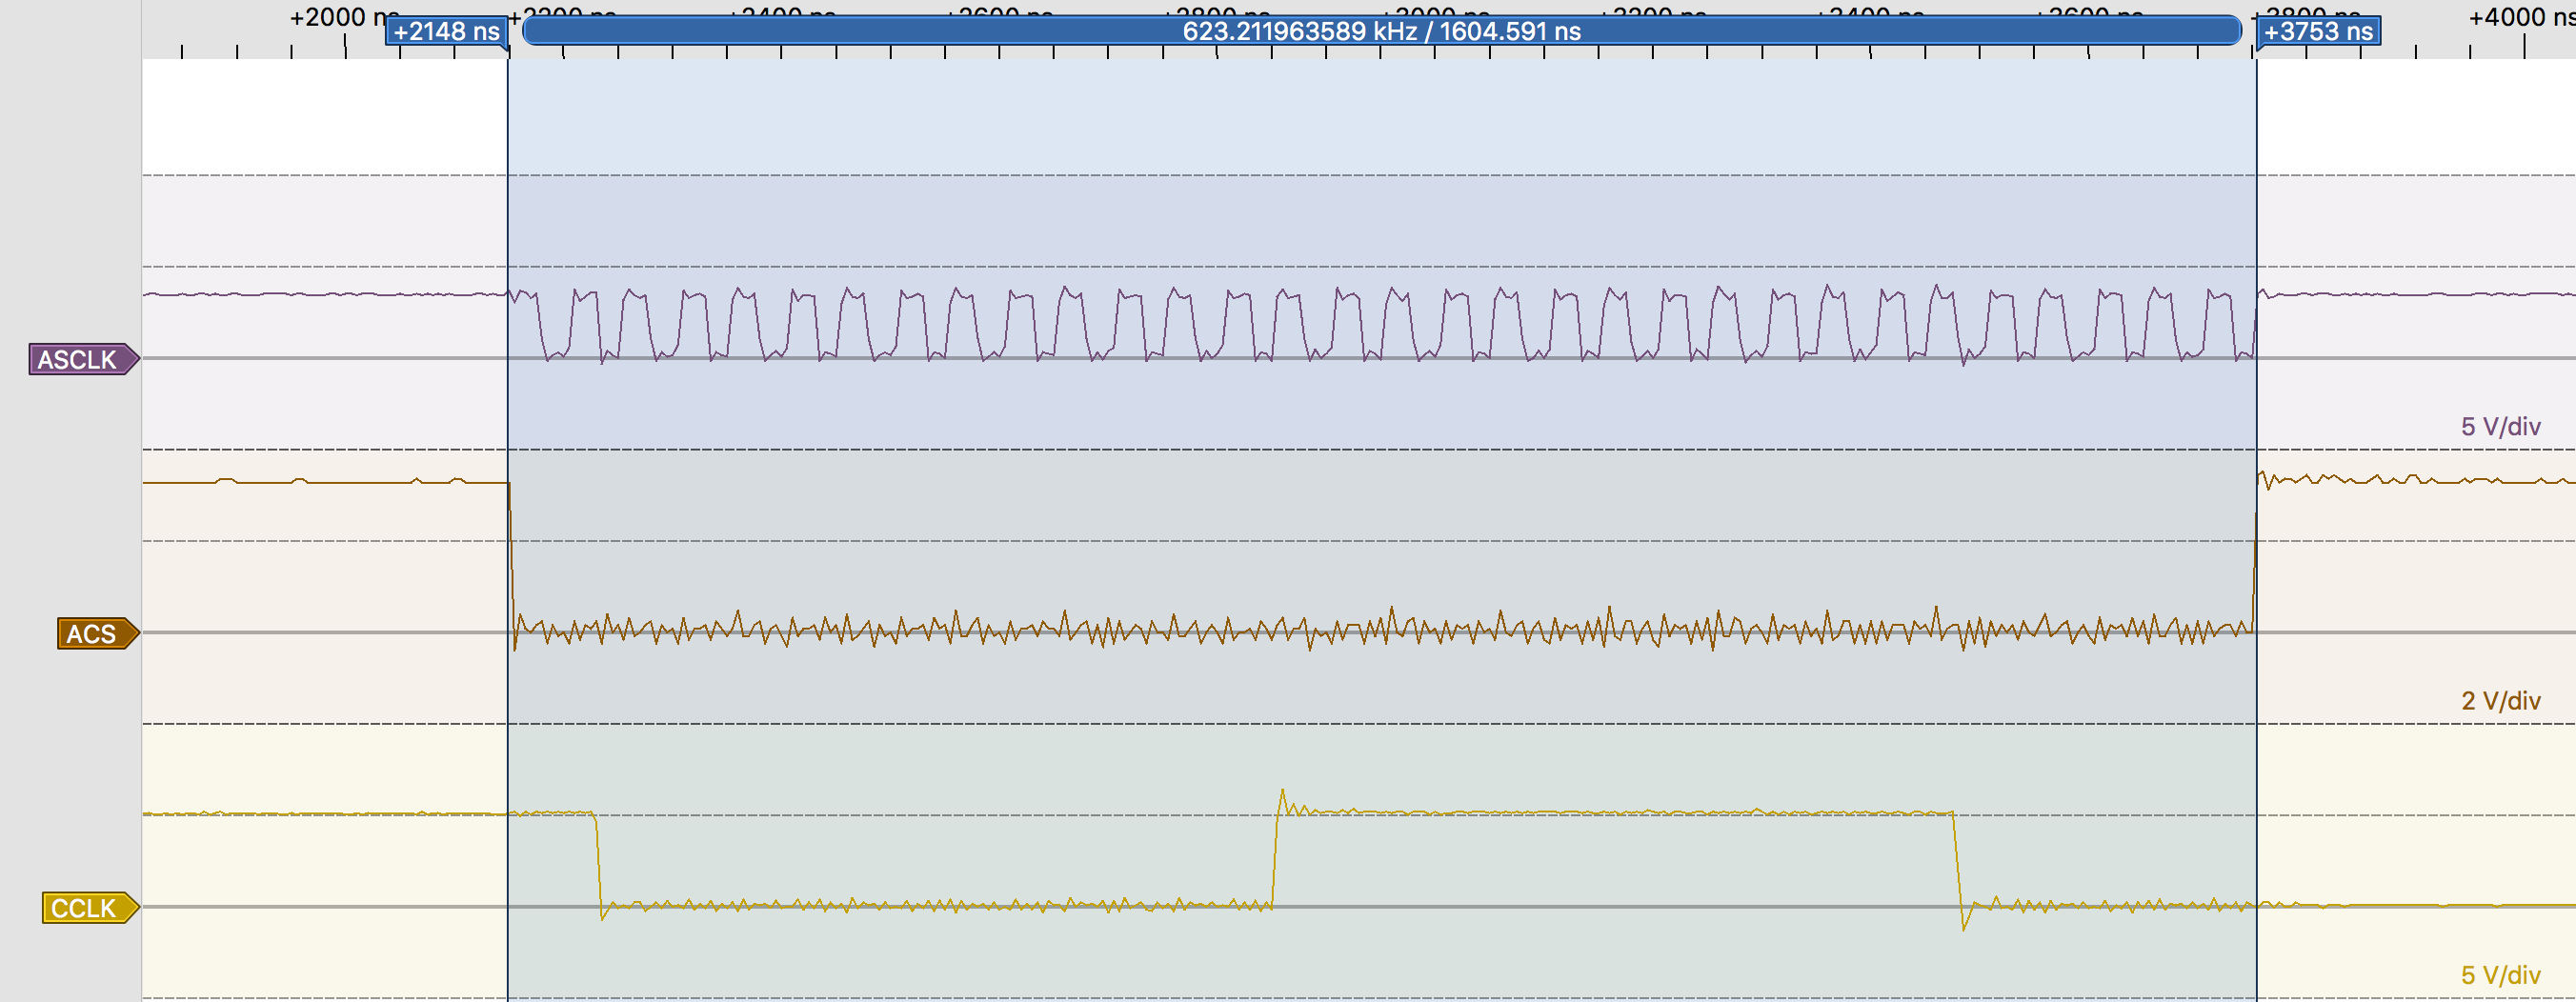 +2000 ns
+4000 ns
+2148 ns
623.211963589 kHz / 1604.591 ns
+3753 ns
ASCLK
5 V/div
ACS
2 V/div
CCLK
5 V/div